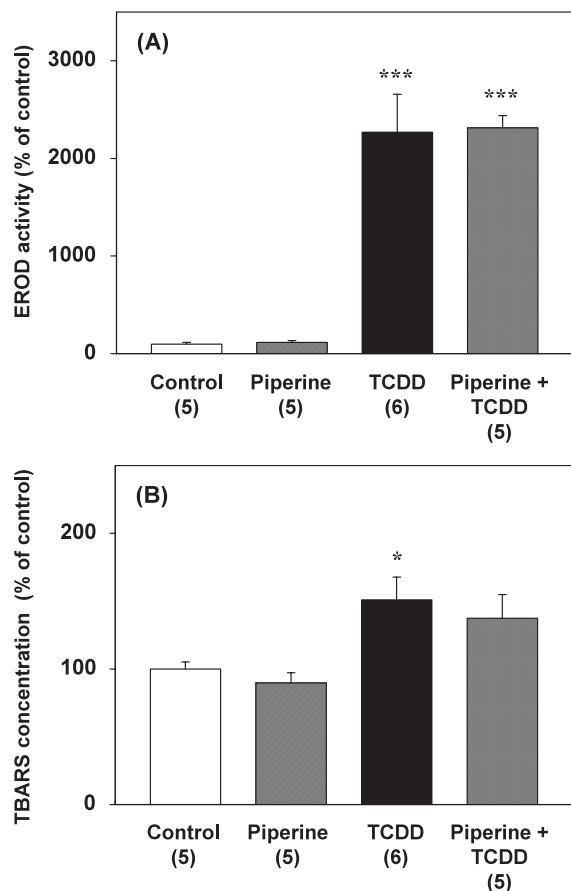 (A)
EROD activity (% of control)
3000
2000
1000
0
***
***
Control
(5)
Piperine
(5)
TCDD
(6)
Piperine +
TCDD
(5)
(B)
TBARS concentration (% of control)
200
100
0
*
Control
(5)
Piperine
(5)
TCDD
(6)
Piperine +
TCDD
(5)